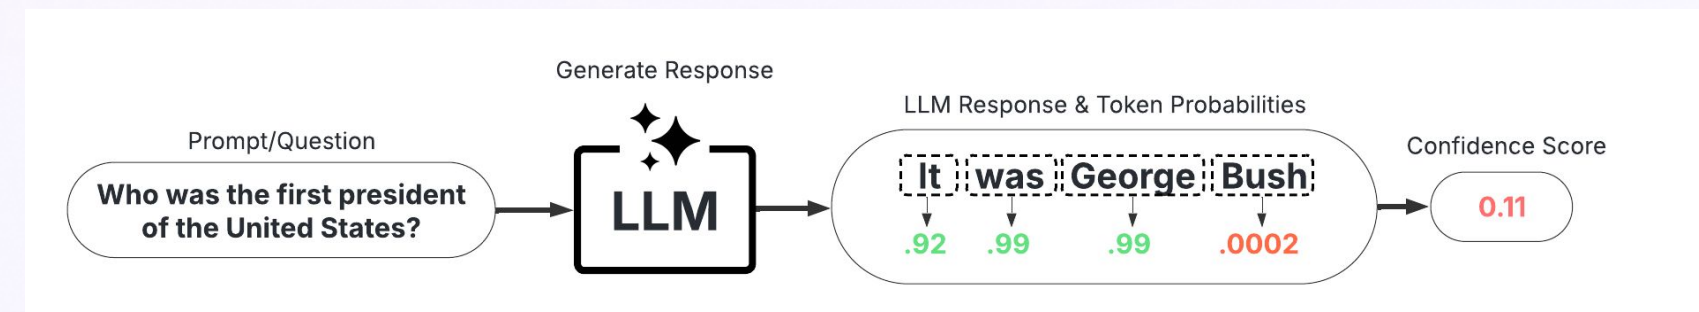 Prompt/Question
Who was the first president
of the United States?
Generate Response
LLM
LLM Response & Token Probabilities
It was George Bush
.92 .99 .99 .0002
Confidence Score
0.11